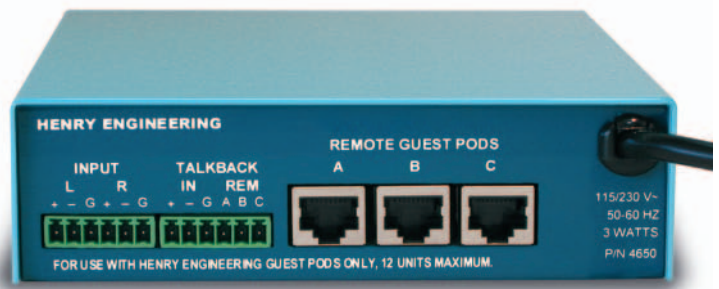 HENRY ENGINEERING
REMOTE GUEST PODS
INPUT TALKBACK A B C
L R IN REM
+ – G + – G + – G A B C
115/230 V~
50-60 HZ
3 WATTS
P/N 4650
FOR USE WITH HENRY ENGINEERING GUEST PODS ONLY, 12 UNITS MAXIMUM.